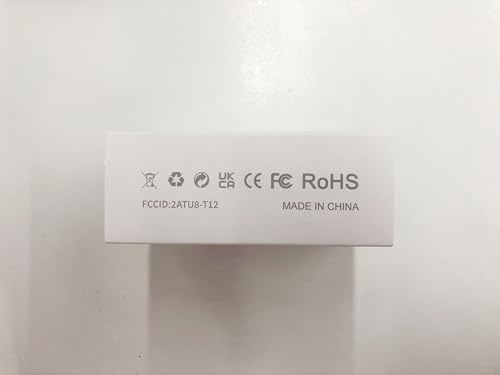 UK CA CE FC RoHS
FCCID:2ATU8-T12 MADE IN CHINA